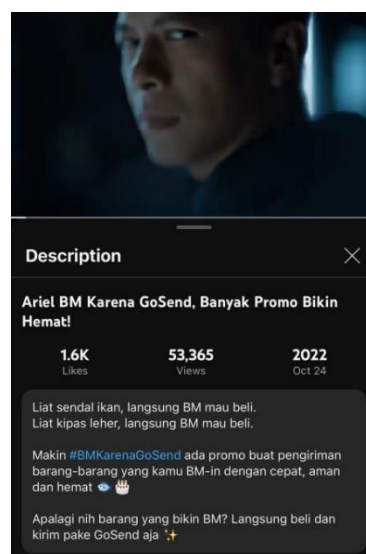 Description
Ariel BM Karena GoSend, Banyak Promo Bikin
Hemat!
1.6K 53,365 2022
Likes Views Oct 24
Liat sendal ikan, langsung BM mau beli.
Liat kipas leher, langsung BM mau beli.
Makin #BMKarenaGoSend ada promo buat pengiriman
barang-barang yang kamu BM-in dengan cepat, aman
dan hemat 🐟 🎂
Apalagi nih barang yang bikin BM? Langsung beli dan
kirim pake GoSend aja ✨